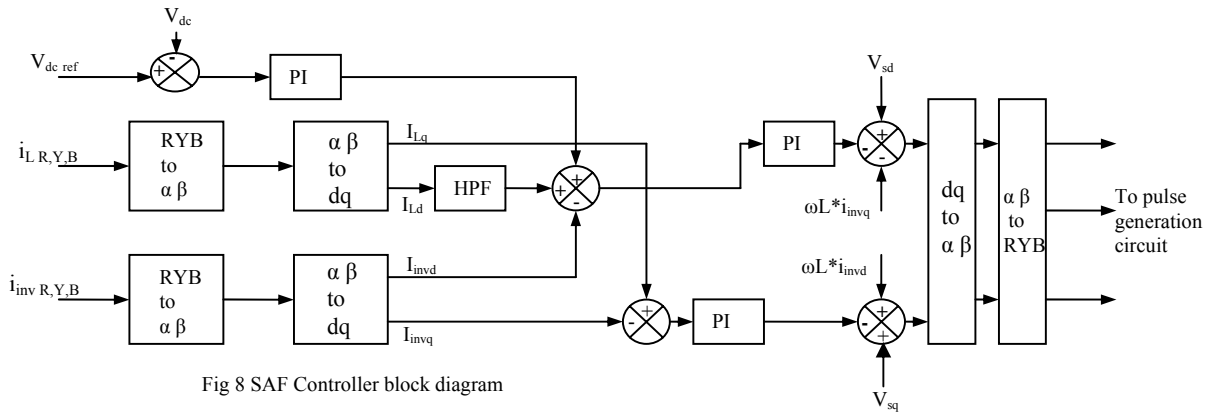 V_dc
V_dc ref
-
+
PI
i_L R,Y,B
RYB
to
α β
α β
to
dq
I_Lq
I_Ld
HPF
+
+
-
PI
V_sd
+
-
-
ωL*i_invq
i_inv R,Y,B
RYB
to
α β
α β
to
dq
I_invd
I_invq
+
-
PI
ωL*i_invd
+
-
+
V_sq
dq
to
α β
α β
to
RYB
To pulse
generation
circuit
Fig 8 SAF Controller block diagram